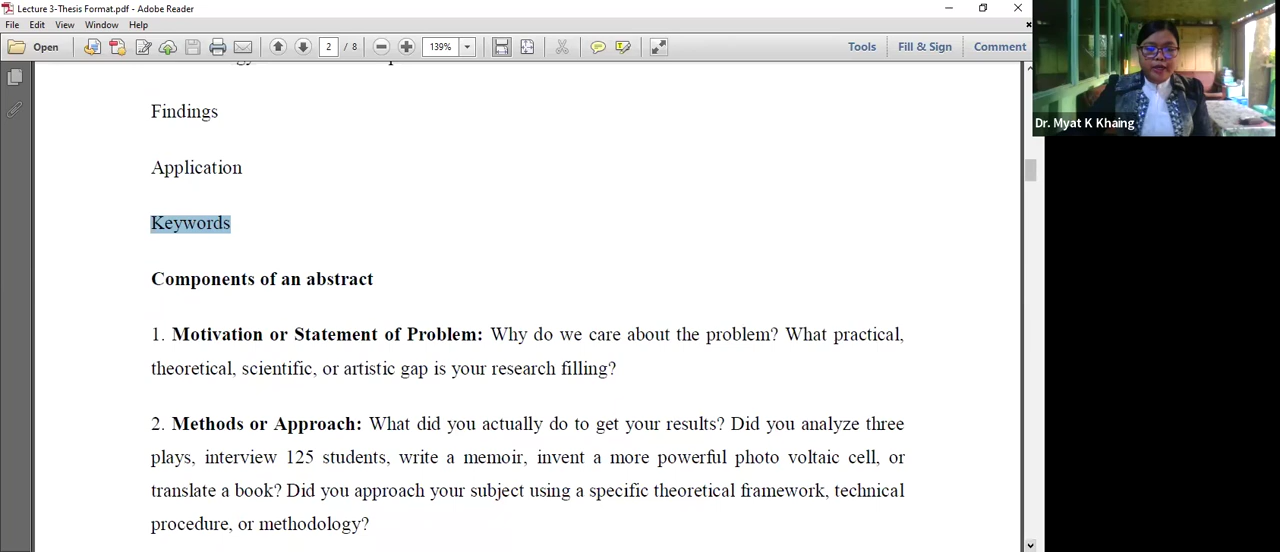 Lecture 3-Thesis Format.pdf - Adobe Reader
File Edit View Window Help
Open 2 / 8 139% Tools Fill & Sign Comment
Findings
Application
Keywords
Components of an abstract
1. Motivation or Statement of Problem: Why do we care about the problem? What practical,
theoretical, scientific, or artistic gap is your research filling?
2. Methods or Approach: What did you actually do to get your results? Did you analyze three
plays, interview 125 students, write a memoir, invent a more powerful photo voltaic cell, or
translate a book? Did you approach your subject using a specific theoretical framework, technical
procedure, or methodology?
Dr. Myat K Khaing